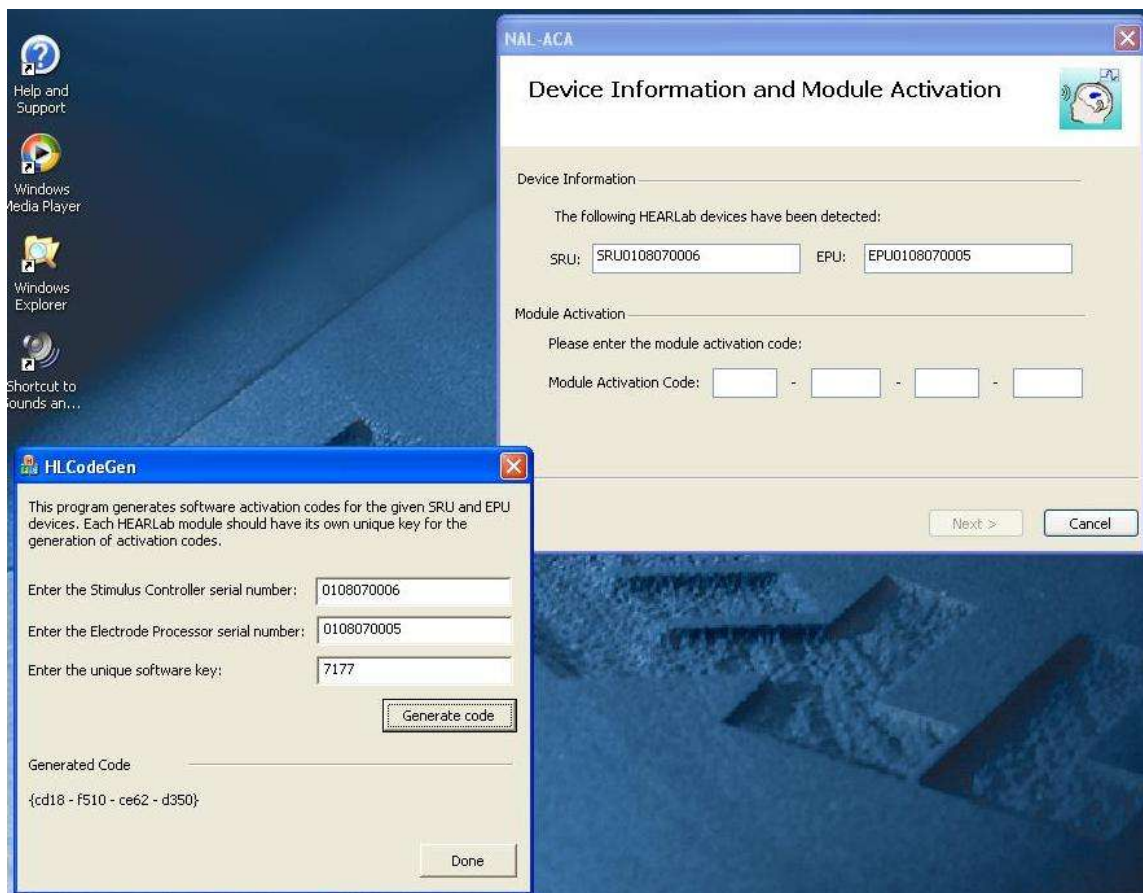 Help and
Support
Windows
Media Player
Windows
Explorer
Shortcut to
Sounds an...
NAL-ACA
Device Information and Module Activation
Device Information
The following HEARLab devices have been detected:
SRU: SRU0108070006 EPU: EPU0108070005
Module Activation
Please enter the module activation code:
Module Activation Code: - - -
Next > Cancel
HLCodeGen
This program generates software activation codes for the given SRU and EPU
devices. Each HEARLab module should have its own unique key for the
generation of activation codes.
Enter the Stimulus Controller serial number: 0108070006
Enter the Electrode Processor serial number: 0108070005
Enter the unique software key: 7177
Generate code
Generated Code
{cd18 - f510 - ce62 - d350}
Done